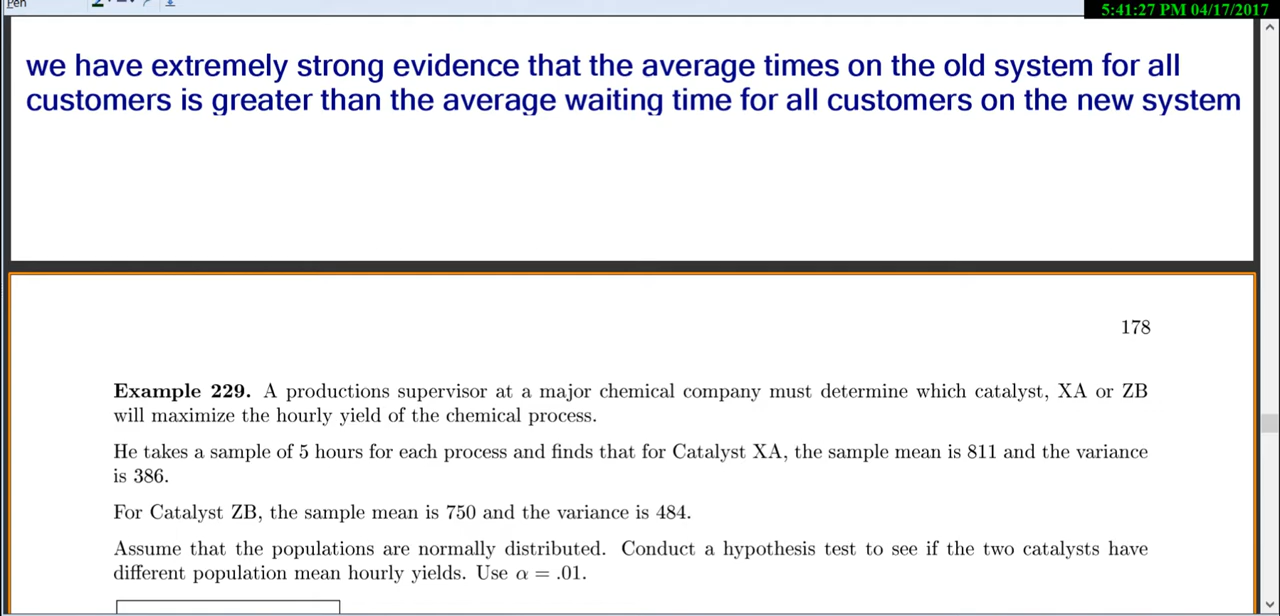 Pen
5:41:27 PM 04/17/2017
we have extremely strong evidence that the average times on the old system for all
customers is greater than the average waiting time for all customers on the new system
178
Example 229. A productions supervisor at a major chemical company must determine which catalyst, XA or ZB
will maximize the hourly yield of the chemical process.
He takes a sample of 5 hours for each process and finds that for Catalyst XA, the sample mean is 811 and the variance
is 386.
For Catalyst ZB, the sample mean is 750 and the variance is 484.
Assume that the populations are normally distributed. Conduct a hypothesis test to see if the two catalysts have
different population mean hourly yields. Use α = .01.